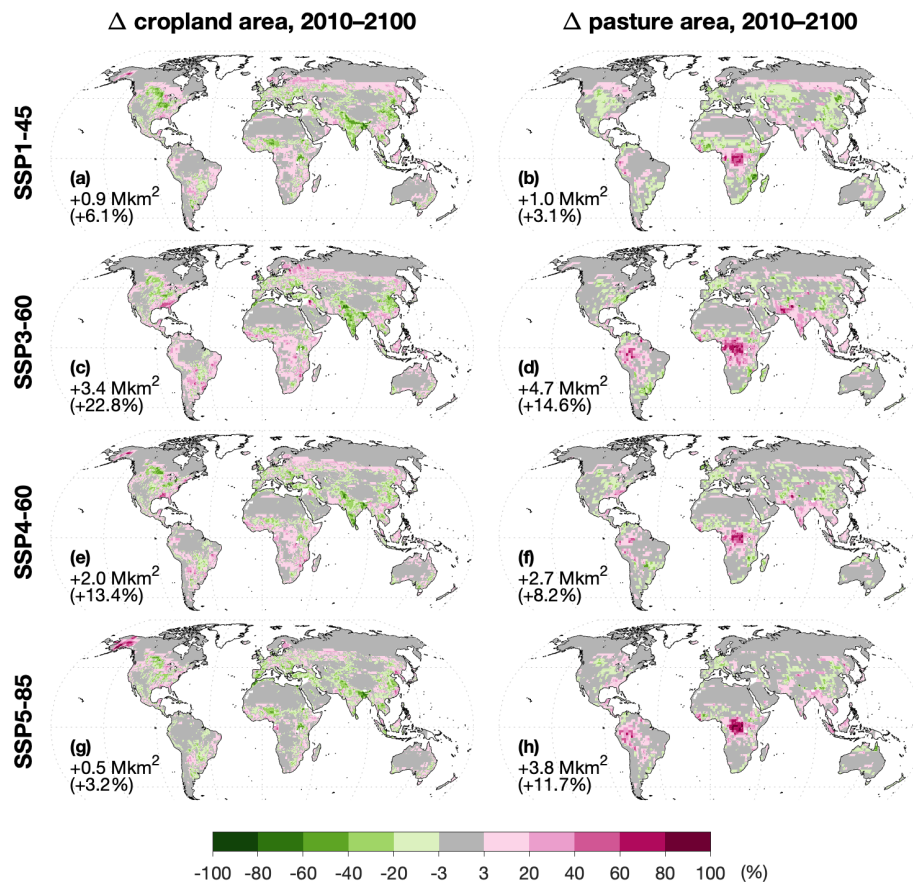 Δ cropland area, 2010–2100
Δ pasture area, 2010–2100
SSP1-45
(a)
+0.9 Mkm²
(+6.1%)
(b)
+1.0 Mkm²
(+3.1%)
SSP3-60
(c)
+3.4 Mkm²
(+22.8%)
(d)
+4.7 Mkm²
(+14.6%)
SSP4-60
(e)
+2.0 Mkm²
(+13.4%)
(f)
+2.7 Mkm²
(+8.2%)
SSP5-85
(g)
+0.5 Mkm²
(+3.2%)
(h)
+3.8 Mkm²
(+11.7%)
-100 -80 -60 -40 -20 -3 3 20 40 60 80 100 (%)